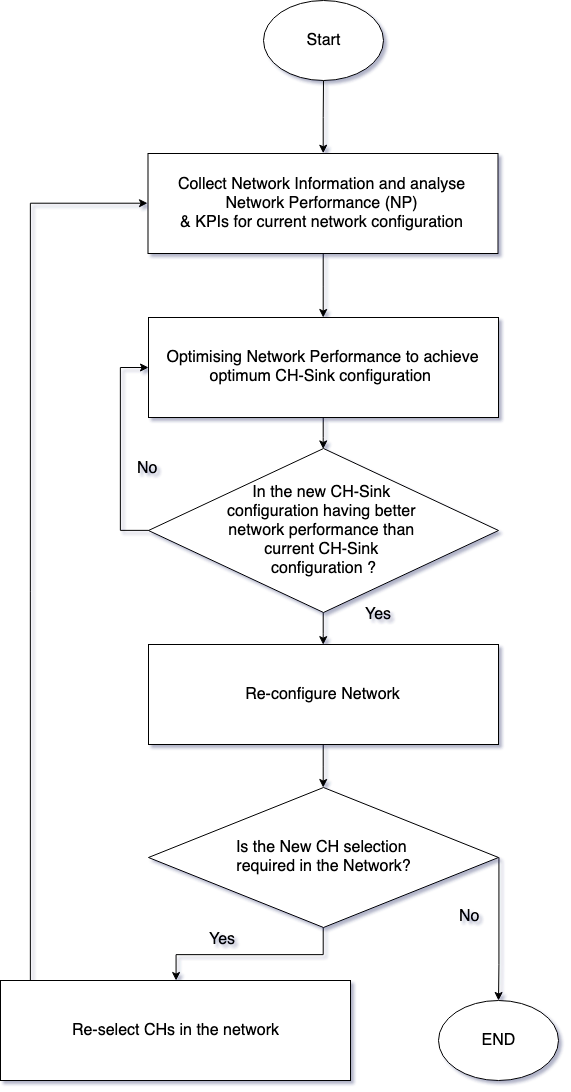 Start
Collect Network Information and analyse
Network Performance (NP)
& KPIs for current network configuration
Optimising Network Performance to achieve
optimum CH-Sink configuration
No
In the new CH-Sink
configuration having better
network performance than
current CH-Sink
configuration ?
Yes
Re-configure Network
Is the New CH selection
required in the Network?
No
Yes
Re-select CHs in the network
END